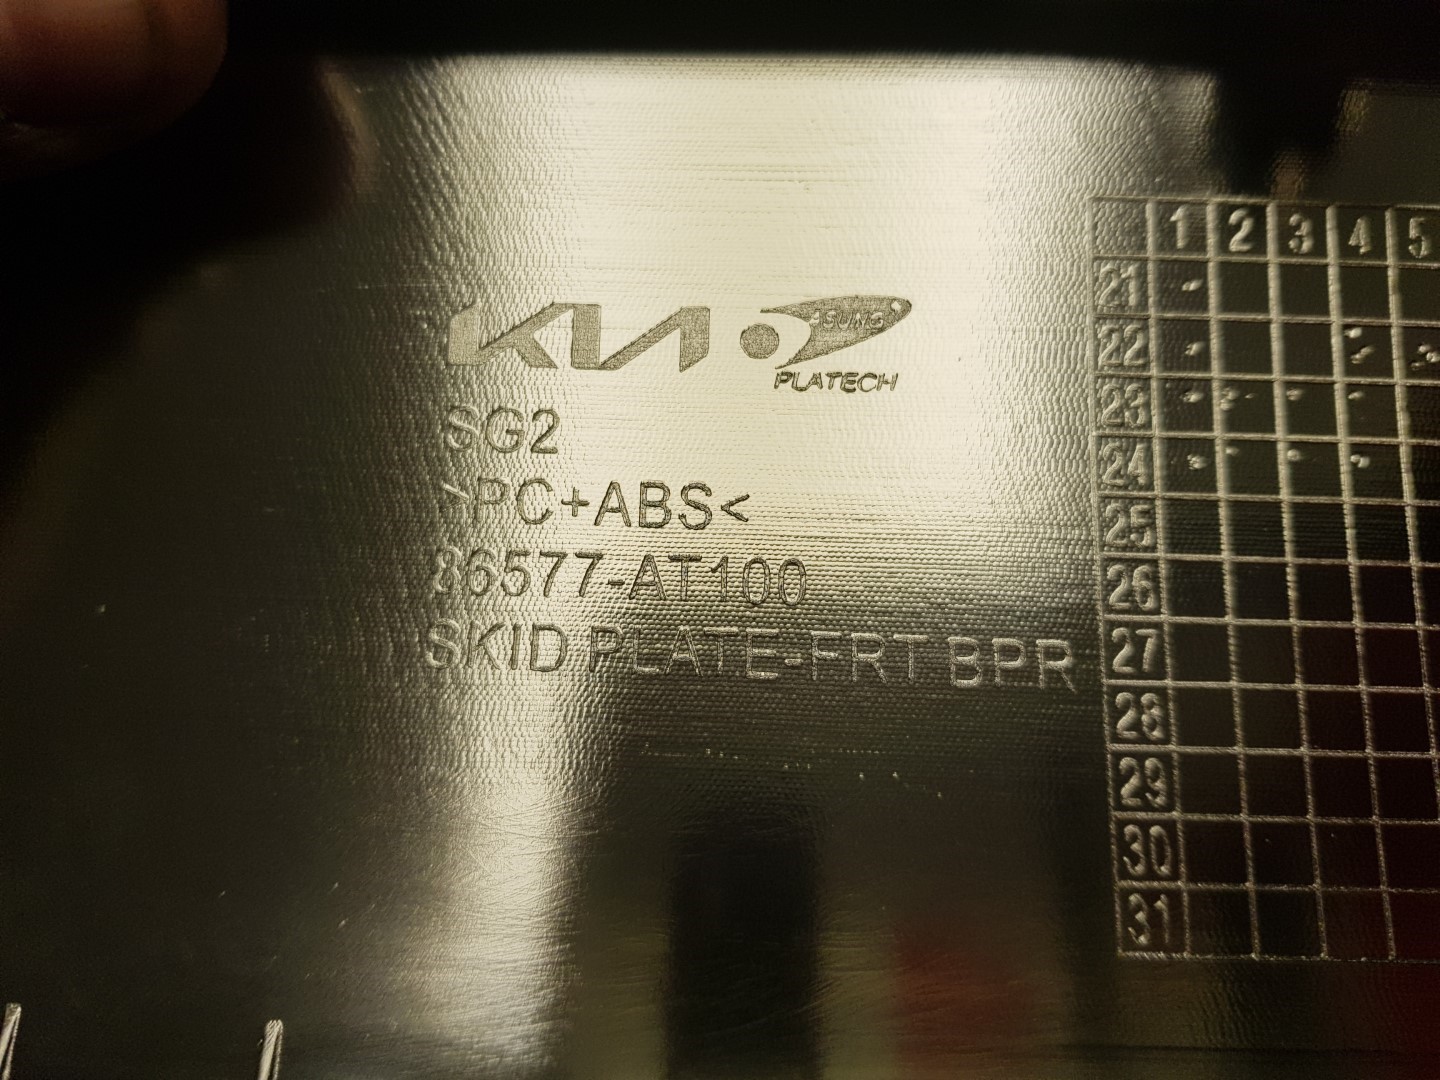 KIA ASUNG
PLATECH
SG2
>PC+ABS<
86577-AT100
SKID PLATE-FRT BPR
1 2 3 4 5
21
22
23
24
25
26
27
28
29
30
31